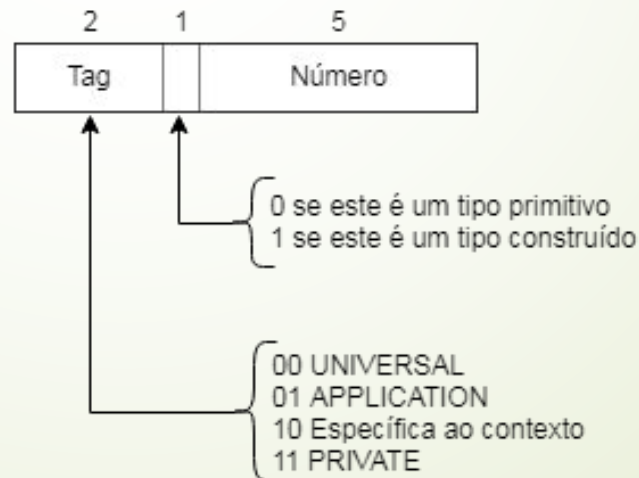 2 1 5
Tag Número
0 se este é um tipo primitivo
1 se este é um tipo construído
00 UNIVERSAL
01 APPLICATION
10 Específica ao contexto
11 PRIVATE